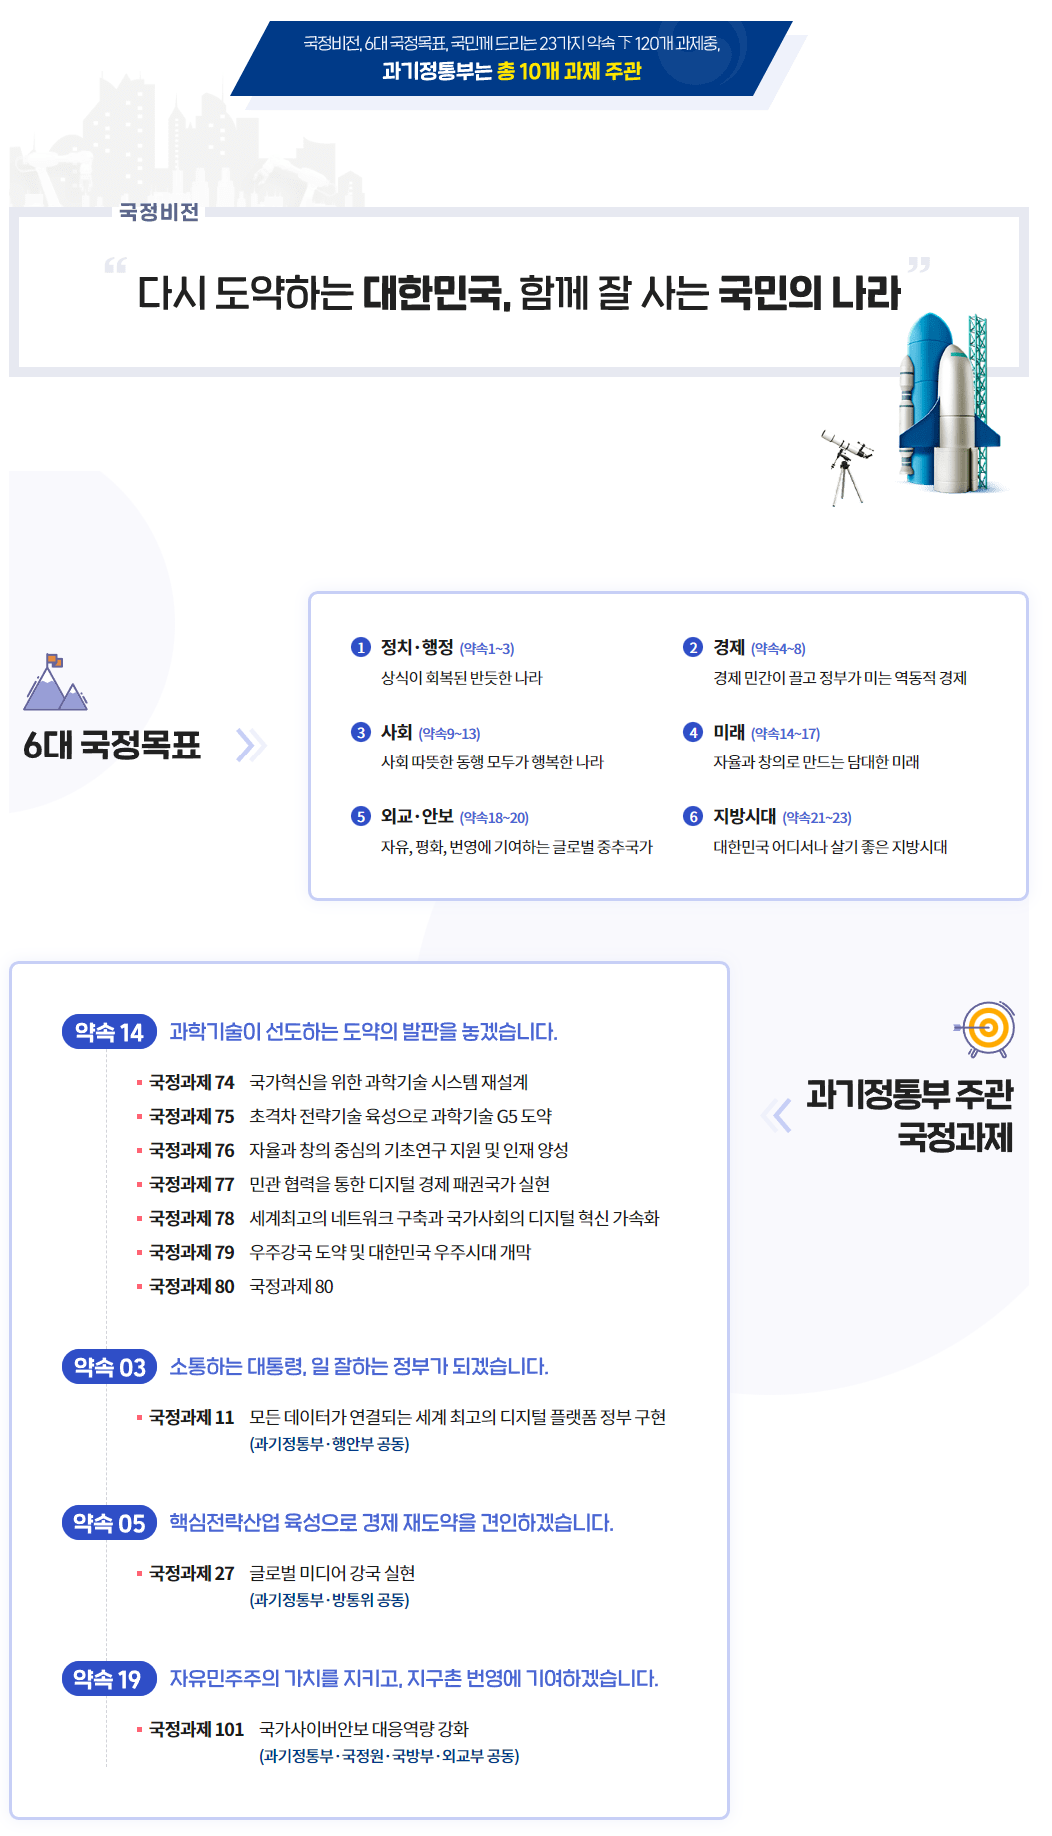 국정비전, 6대 국정목표, 국민께 드리는 23가지 약속 下 120개 과제중,
과기정통부는 총 10개 과제 주관
국정비전
“ 다시 도약하는 대한민국, 함께 잘 사는 국민의 나라 ”
6대 국정목표
1 정치·행정 (약속1~3)
상식이 회복된 반듯한 나라
2 경제 (약속4~8)
경제 민간이 끌고 정부가 미는 역동적 경제
3 사회 (약속9~13)
사회 따뜻한 동행 모두가 행복한 나라
4 미래 (약속14~17)
자율과 창의로 만드는 담대한 미래
5 외교·안보 (약속18~20)
자유, 평화, 번영에 기여하는 글로벌 중추국가
6 지방시대 (약속21~23)
대한민국 어디서나 살기 좋은 지방시대
과기정통부 주관
국정과제
약속 14 과학기술이 선도하는 도약의 발판을 놓겠습니다.
국정과제 74 국가혁신을 위한 과학기술 시스템 재설계
국정과제 75 초격차 전략기술 육성으로 과학기술 G5 도약
국정과제 76 자율과 창의 중심의 기초연구 지원 및 인재 양성
국정과제 77 민관 협력을 통한 디지털 경제 패권국가 실현
국정과제 78 세계최고의 네트워크 구축과 국가사회의 디지털 혁신 가속화
국정과제 79 우주강국 도약 및 대한민국 우주시대 개막
국정과제 80 국정과제 80
약속 03 소통하는 대통령, 일 잘하는 정부가 되겠습니다.
국정과제 11 모든 데이터가 연결되는 세계 최고의 디지털 플랫폼 정부 구현
(과기정통부·행안부 공동)
약속 05 핵심전략산업 육성으로 경제 재도약을 견인하겠습니다.
국정과제 27 글로벌 미디어 강국 실현
(과기정통부·방통위 공동)
약속 19 자유민주주의 가치를 지키고, 지구촌 번영에 기여하겠습니다.
국정과제 101 국가사이버안보 대응역량 강화
(과기정통부·국정원·국방부·외교부 공동)